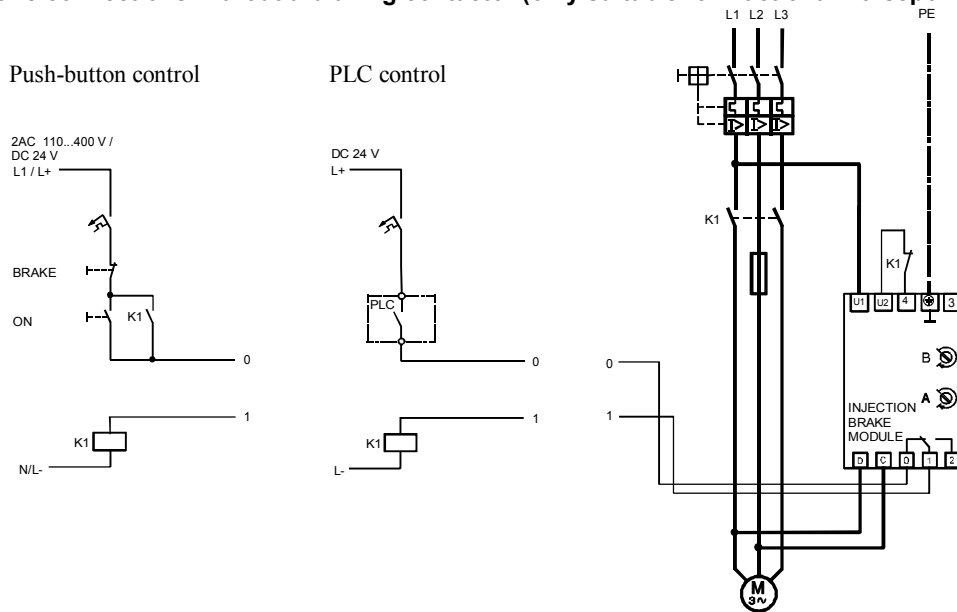 Push-button control
PLC control
2AC 110...400 V /
DC 24 V
L1 / L+
BRAKE
ON
K1
0
1
K1
N/L-
DC 24 V
L+
PLC
0
1
K1
L-
L1 L2 L3
PE
I> I> I>
K1
K1
U1 U2 4 3
B
A
INJECTION
BRAKE
MODULE
D C 0 1 2
0
1
M
3~